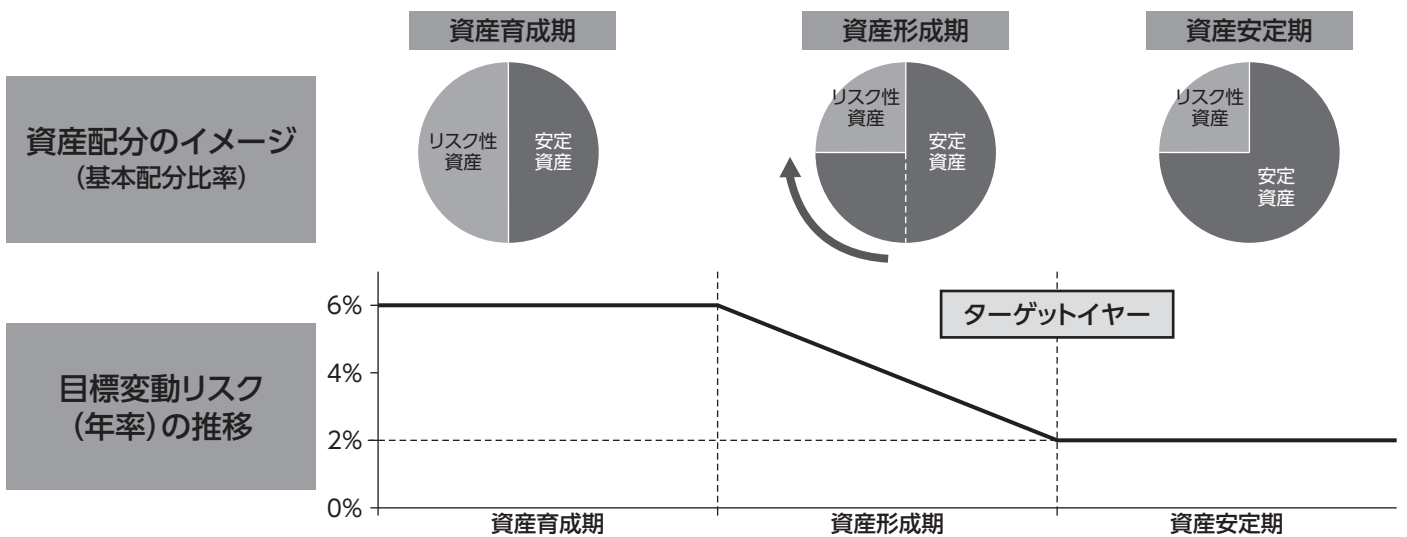 資産育成期
資産形成期
資産安定期
資産配分のイメージ
（基本配分比率）
リスク性
資産
安定
資産
リスク性
資産
安定
資産
リスク性
資産
安定
資産
目標変動リスク
（年率）の推移
6%
4%
2%
0%
ターゲットイヤー
資産育成期
資産形成期
資産安定期